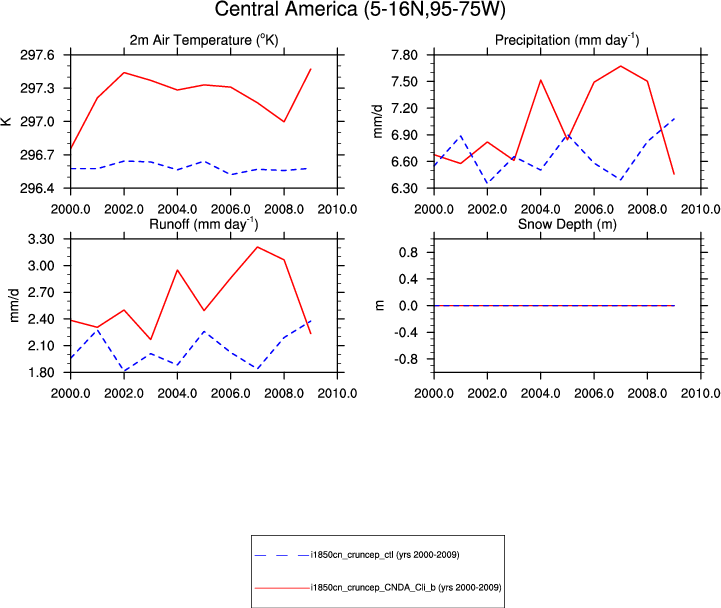 Central America (5-16N,95-75W)
2m Air Temperature (°K)
Precipitation (mm day⁻¹)
297.6
297.3
297.0
296.7
296.4
K
2000.0 2002.0 2004.0 2006.0 2008.0 2010.0
7.80
7.50
7.20
6.90
6.60
6.30
mm/d
2000.0 2002.0 2004.0 2006.0 2008.0 2010.0
Runoff (mm day⁻¹)
Snow Depth (m)
3.30
3.00
2.70
2.40
2.10
1.80
mm/d
2000.0 2002.0 2004.0 2006.0 2008.0 2010.0
0.8
0.4
0.0
-0.4
-0.8
m
2000.0 2002.0 2004.0 2006.0 2008.0 2010.0
i1850cn_cruncep_ctl (yrs 2000-2009)
i1850cn_cruncep_CNDA_Cli_b (yrs 2000-2009)